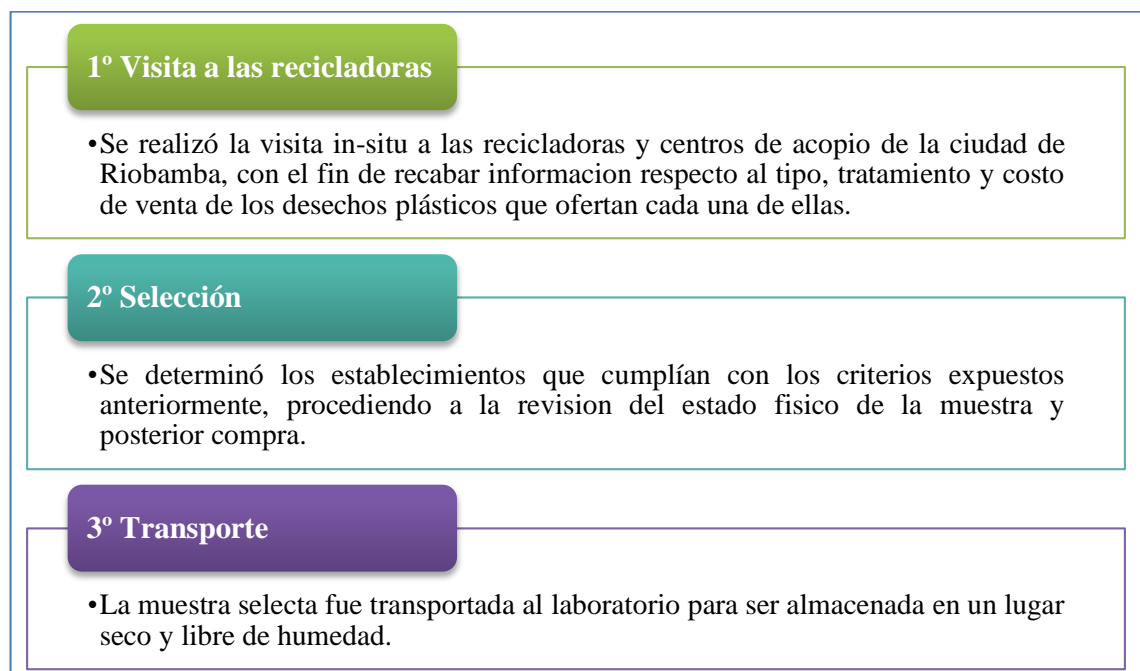 1º Visita a las recicladoras
•Se realizó la visita in-situ a las recicladoras y centros de acopio de la ciudad de
Riobamba, con el fin de recabar informacion respecto al tipo, tratamiento y costo
de venta de los desechos plásticos que ofertan cada una de ellas.
2º Selección
•Se determinó los establecimientos que cumplían con los criterios expuestos
anteriormente, procediendo a la revision del estado fisico de la muestra y
posterior compra.
3º Transporte
•La muestra selecta fue transportada al laboratorio para ser almacenada en un lugar
seco y libre de humedad.